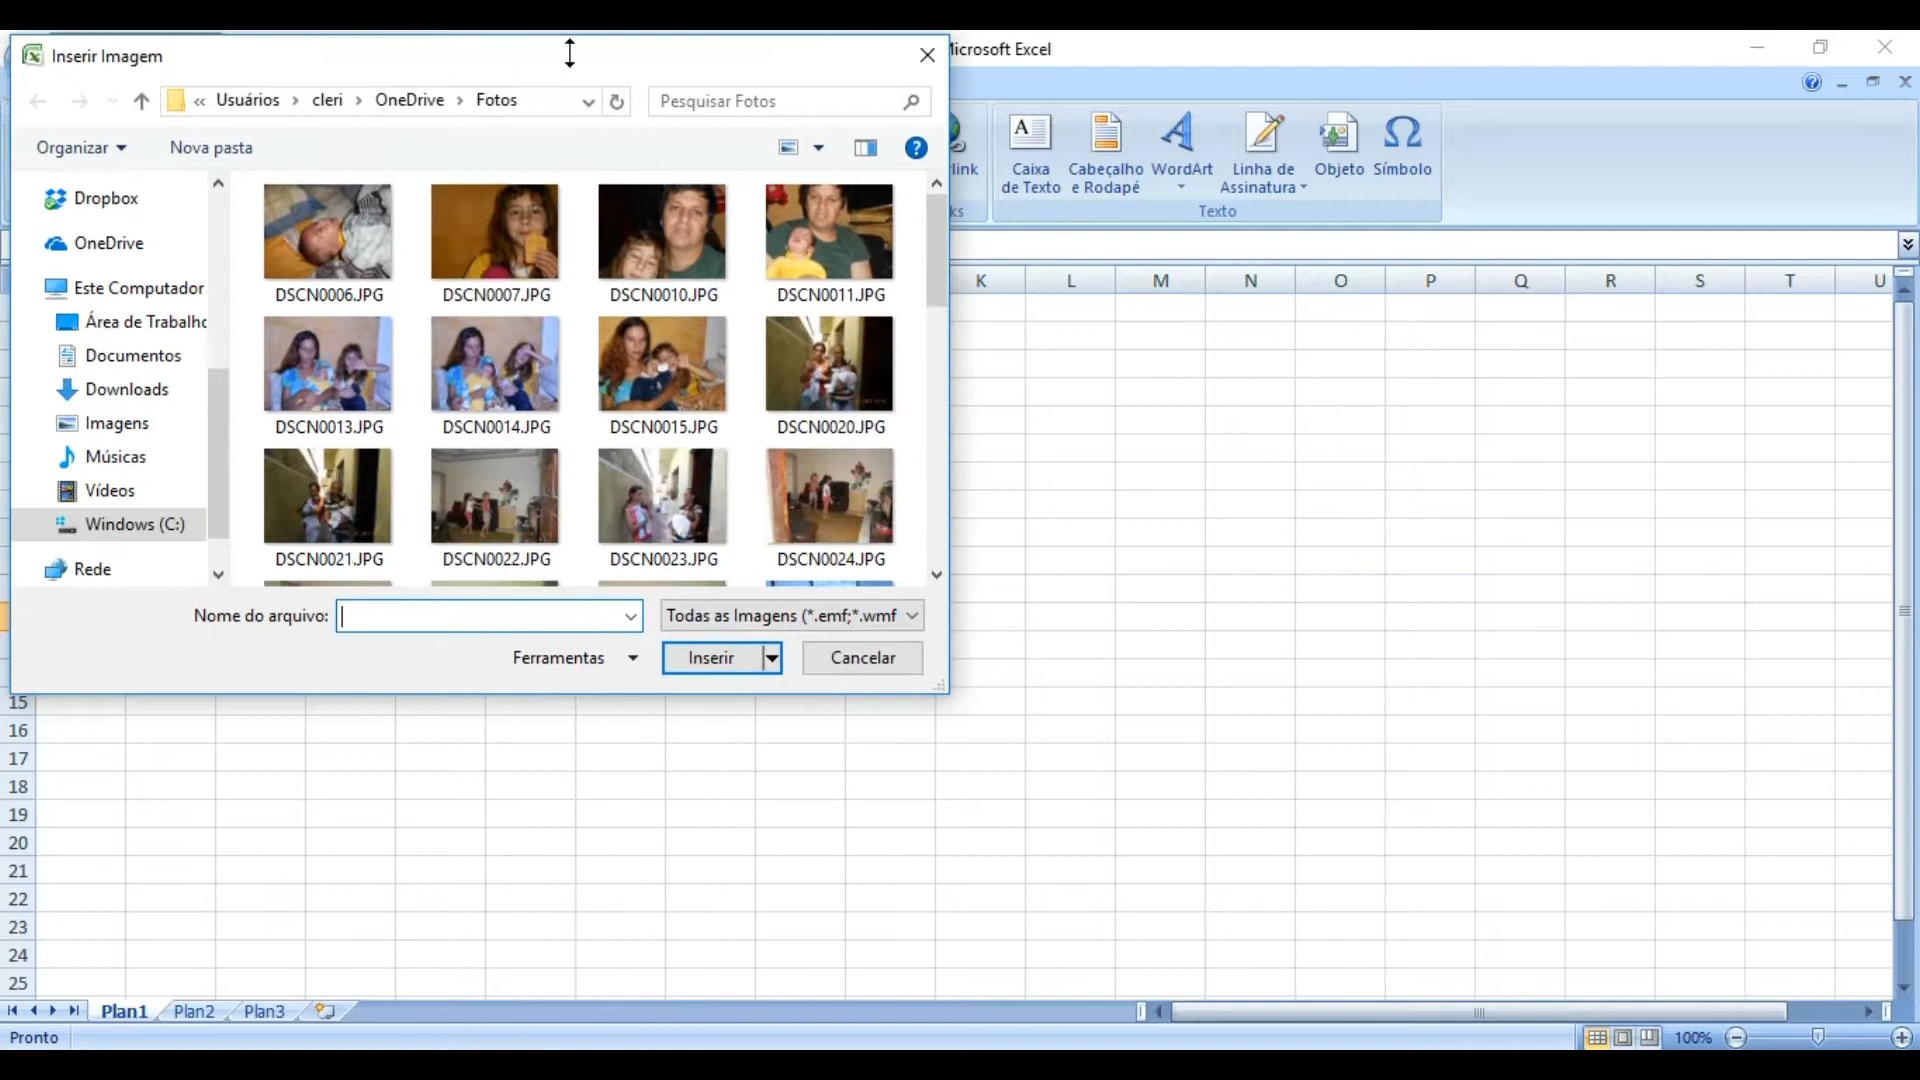 Inserir Imagem
Microsoft Excel
« Usuários > cleri > OneDrive > Fotos
Pesquisar Fotos
Organizar
Nova pasta
Dropbox
OneDrive
Este Computador
Área de Trabalho
Documentos
Downloads
Imagens
Músicas
Vídeos
Windows (C:)
Rede
DSCN0006.JPG
DSCN0007.JPG
DSCN0010.JPG
DSCN0011.JPG
DSCN0013.JPG
DSCN0014.JPG
DSCN0015.JPG
DSCN0020.JPG
DSCN0021.JPG
DSCN0022.JPG
DSCN0023.JPG
DSCN0024.JPG
Nome do arquivo:
Todas as Imagens (*.emf;*.wmf
Ferramentas
Inserir
Cancelar
link
ks
Caixa
de Texto
Cabeçalho
e Rodapé
WordArt
Linha de
Assinatura
Objeto
Símbolo
Texto
K L M N O P Q R S T U
15
16
17
18
19
20
21
22
23
24
25
Plan1 Plan2 Plan3
Pronto
100%